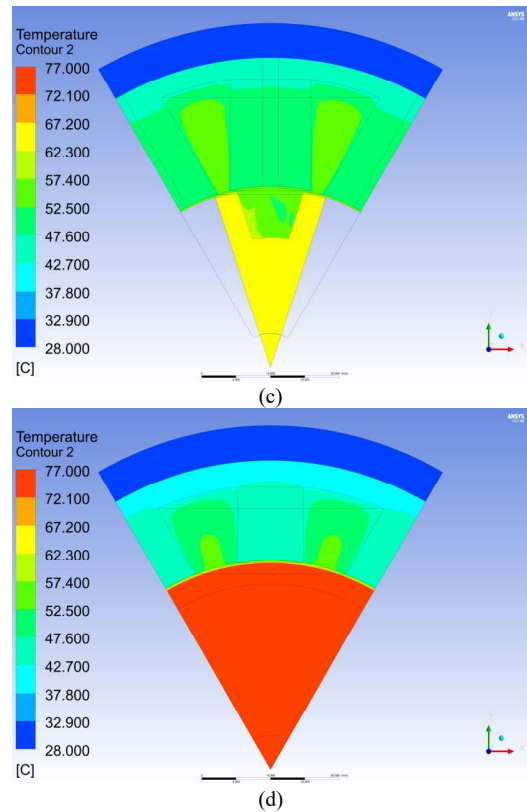 ANSYS
Temperature
Contour 2
77.000
72.100
67.200
62.300
57.400
52.500
47.600
42.700
37.800
32.900
28.000
[C]
Y
X
(c)
ANSYS
Temperature
Contour 2
77.000
72.100
67.200
62.300
57.400
52.500
47.600
42.700
37.800
32.900
28.000
[C]
Y
X
(d)